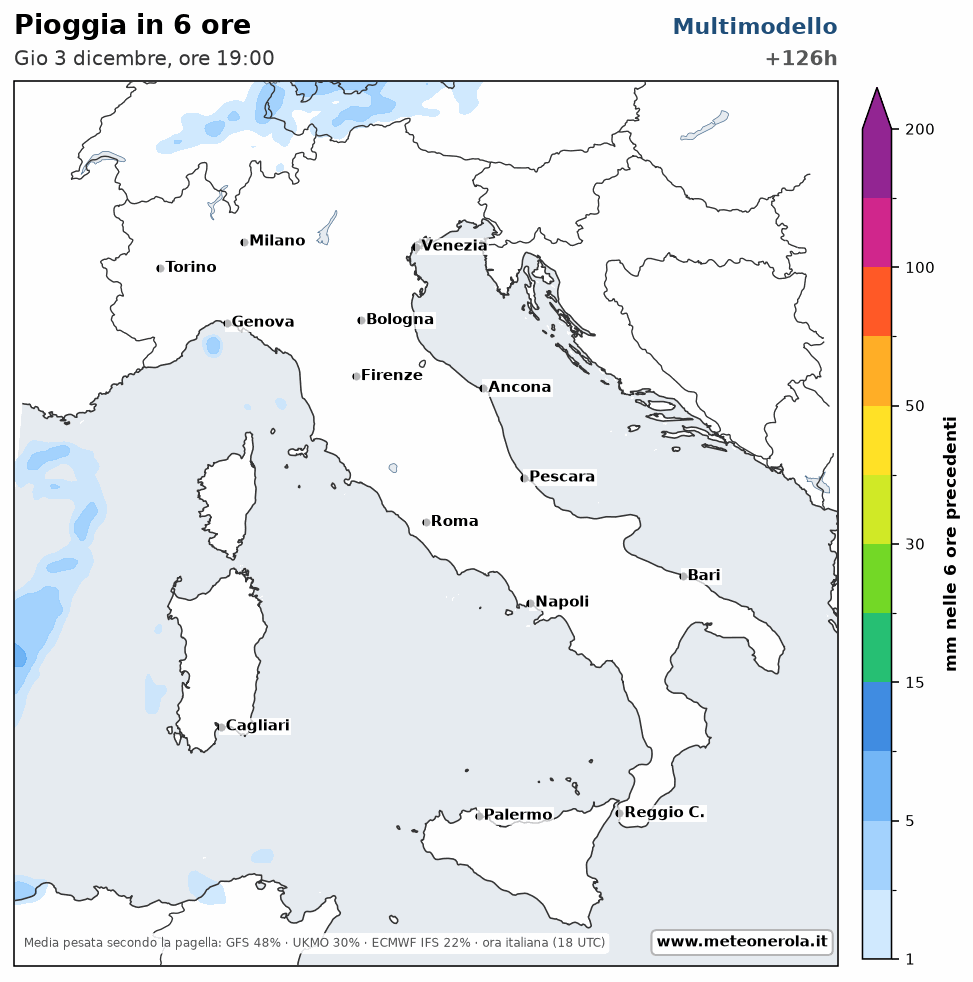 Pioggia in 6 ore
Multimodello
Gio 3 dicembre, ore 19:00
+126h
200
100
50
30
15
5
1
mm nelle 6 ore precedenti
Milano
Venezia
Torino
Genova
Bologna
Firenze
Ancona
Pescara
Roma
Bari
Napoli
Cagliari
Palermo
Reggio C.
Media pesata secondo la pagella: GFS 48% · UKMO 30% · ECMWF IFS 22% · ora italiana (18 UTC)
www.meteonerola.it